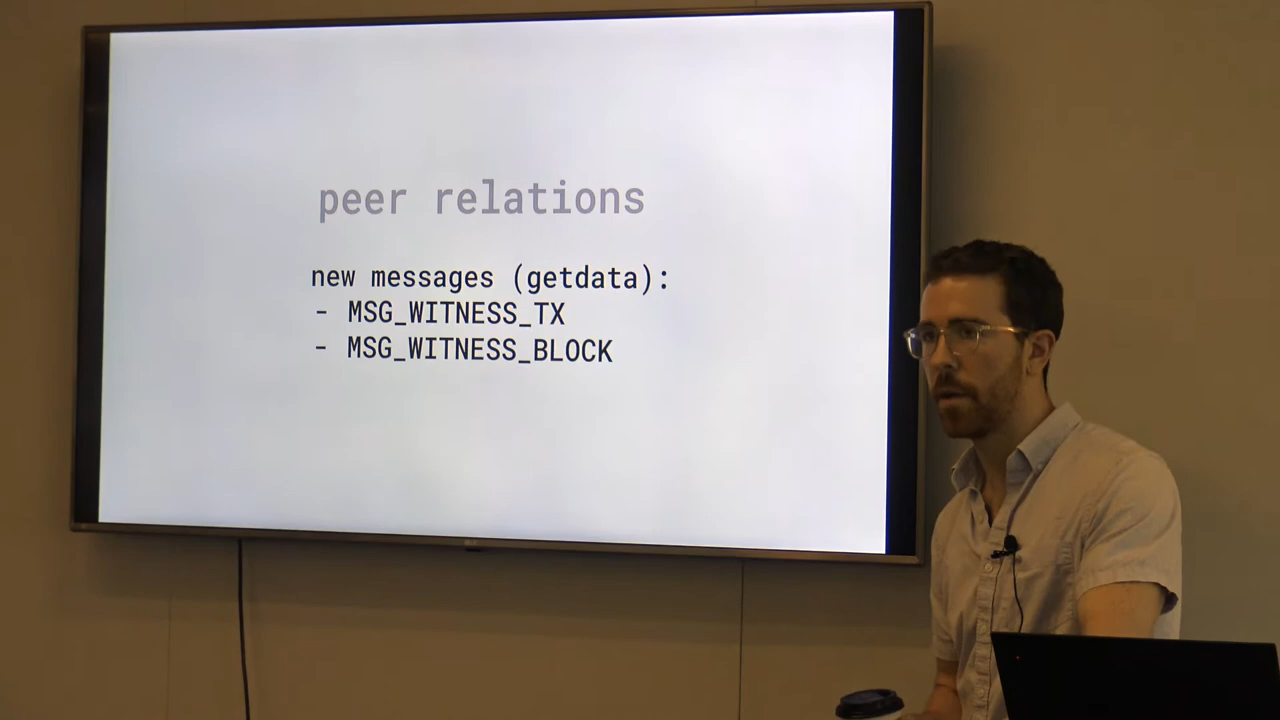 peer relations
new messages (getdata):
- MSG_WITNESS_TX
- MSG_WITNESS_BLOCK